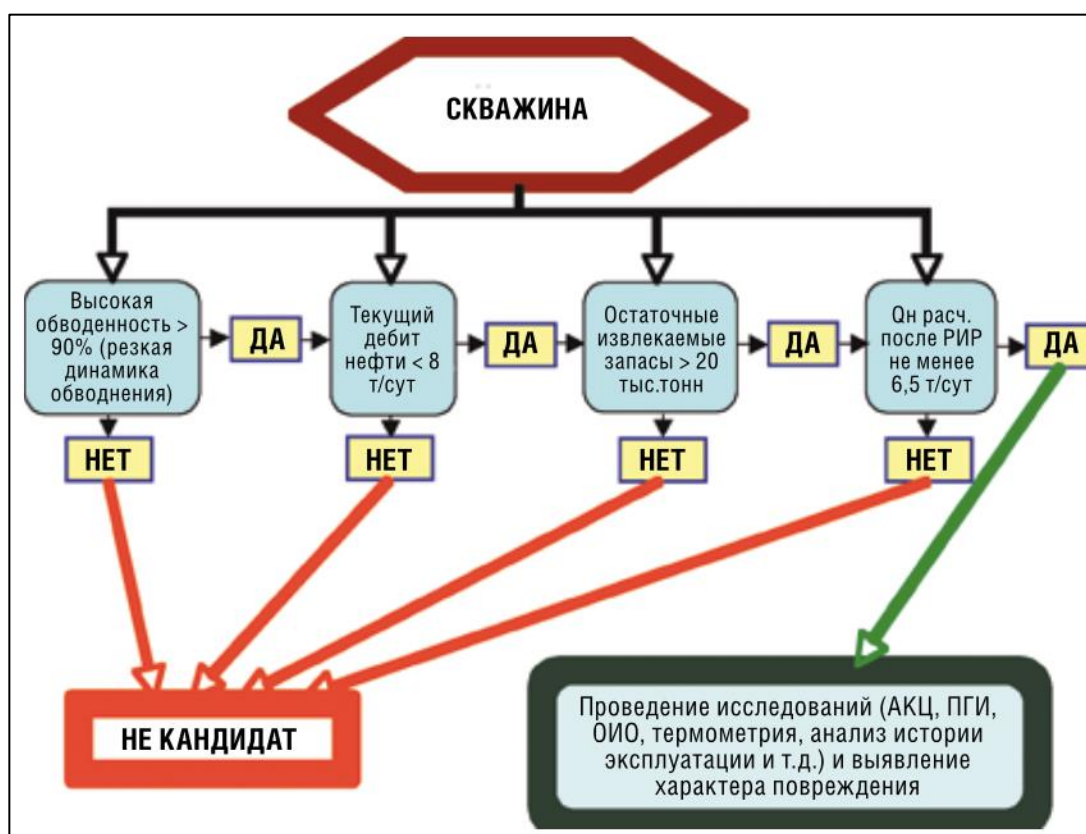 СКВАЖИНА
Высокая
обводенность >
90% (резкая
динамика
обводнения)
ДА
Текущий
дебит
нефти < 8
т/сут
ДА
Остаточные
извлекаемые
запасы > 20
тыс.тонн
ДА
Qн расч.
после РИР
не менее
6,5 т/сут
ДА
НЕТ
НЕТ
НЕТ
НЕТ
НЕ КАНДИДАТ
Проведение исследований (АКЦ, ПГИ,
ОИО, термометрия, анализ истории
эксплуатации и т.д.) и выявление
характера повреждения